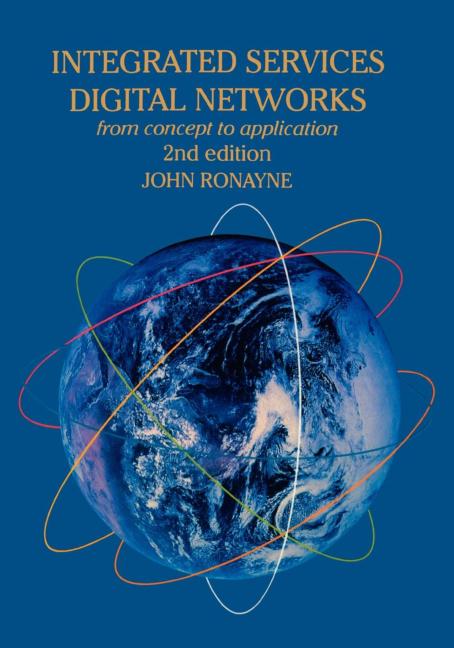 INTEGRATED SERVICES
DIGITAL NETWORKS
from concept to application
2nd edition
JOHN RONAYNE